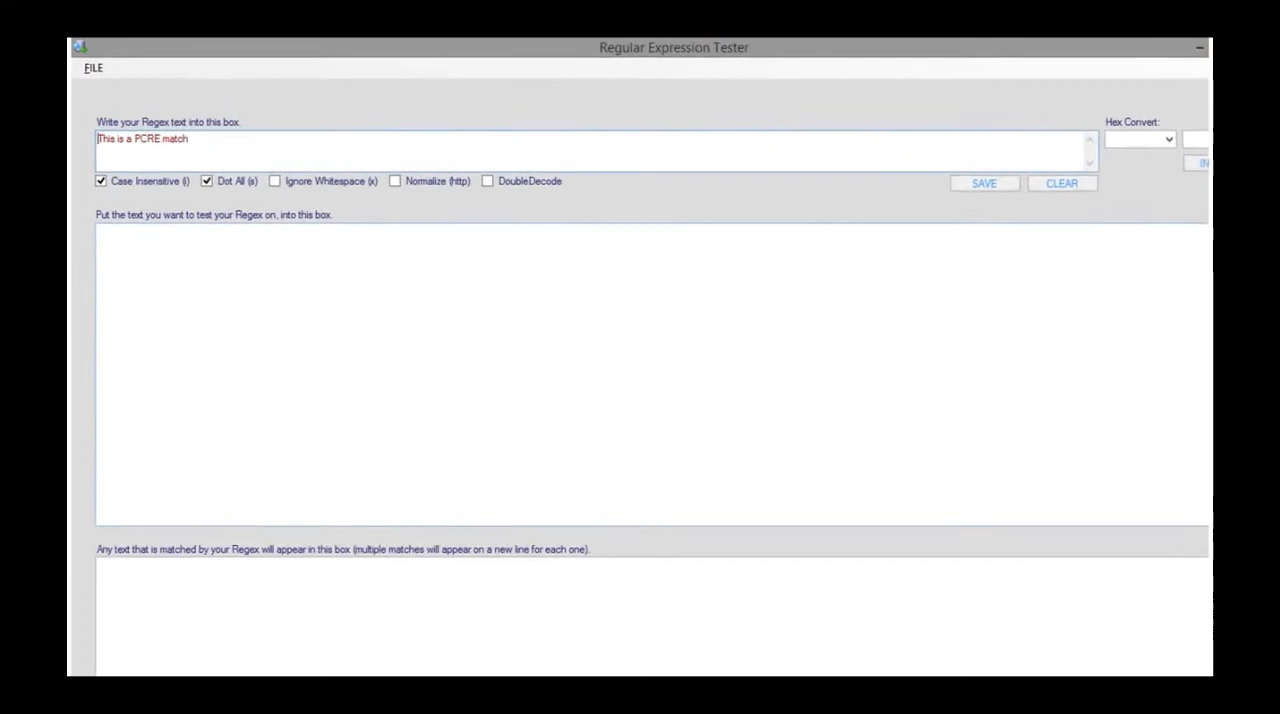 Regular Expression Tester
FILE
Write your Regex text into this box.
Hex Convert:
This is a PCRE match
Case Insensitive (i) Dot All (s) Ignore Whitespace (x) Normalize (http) DoubleDecode
SAVE CLEAR
Put the text you want to test your Regex on, into this box.
Any text that is matched by your Regex will appear in this box (multiple matches will appear on a new line for each one).